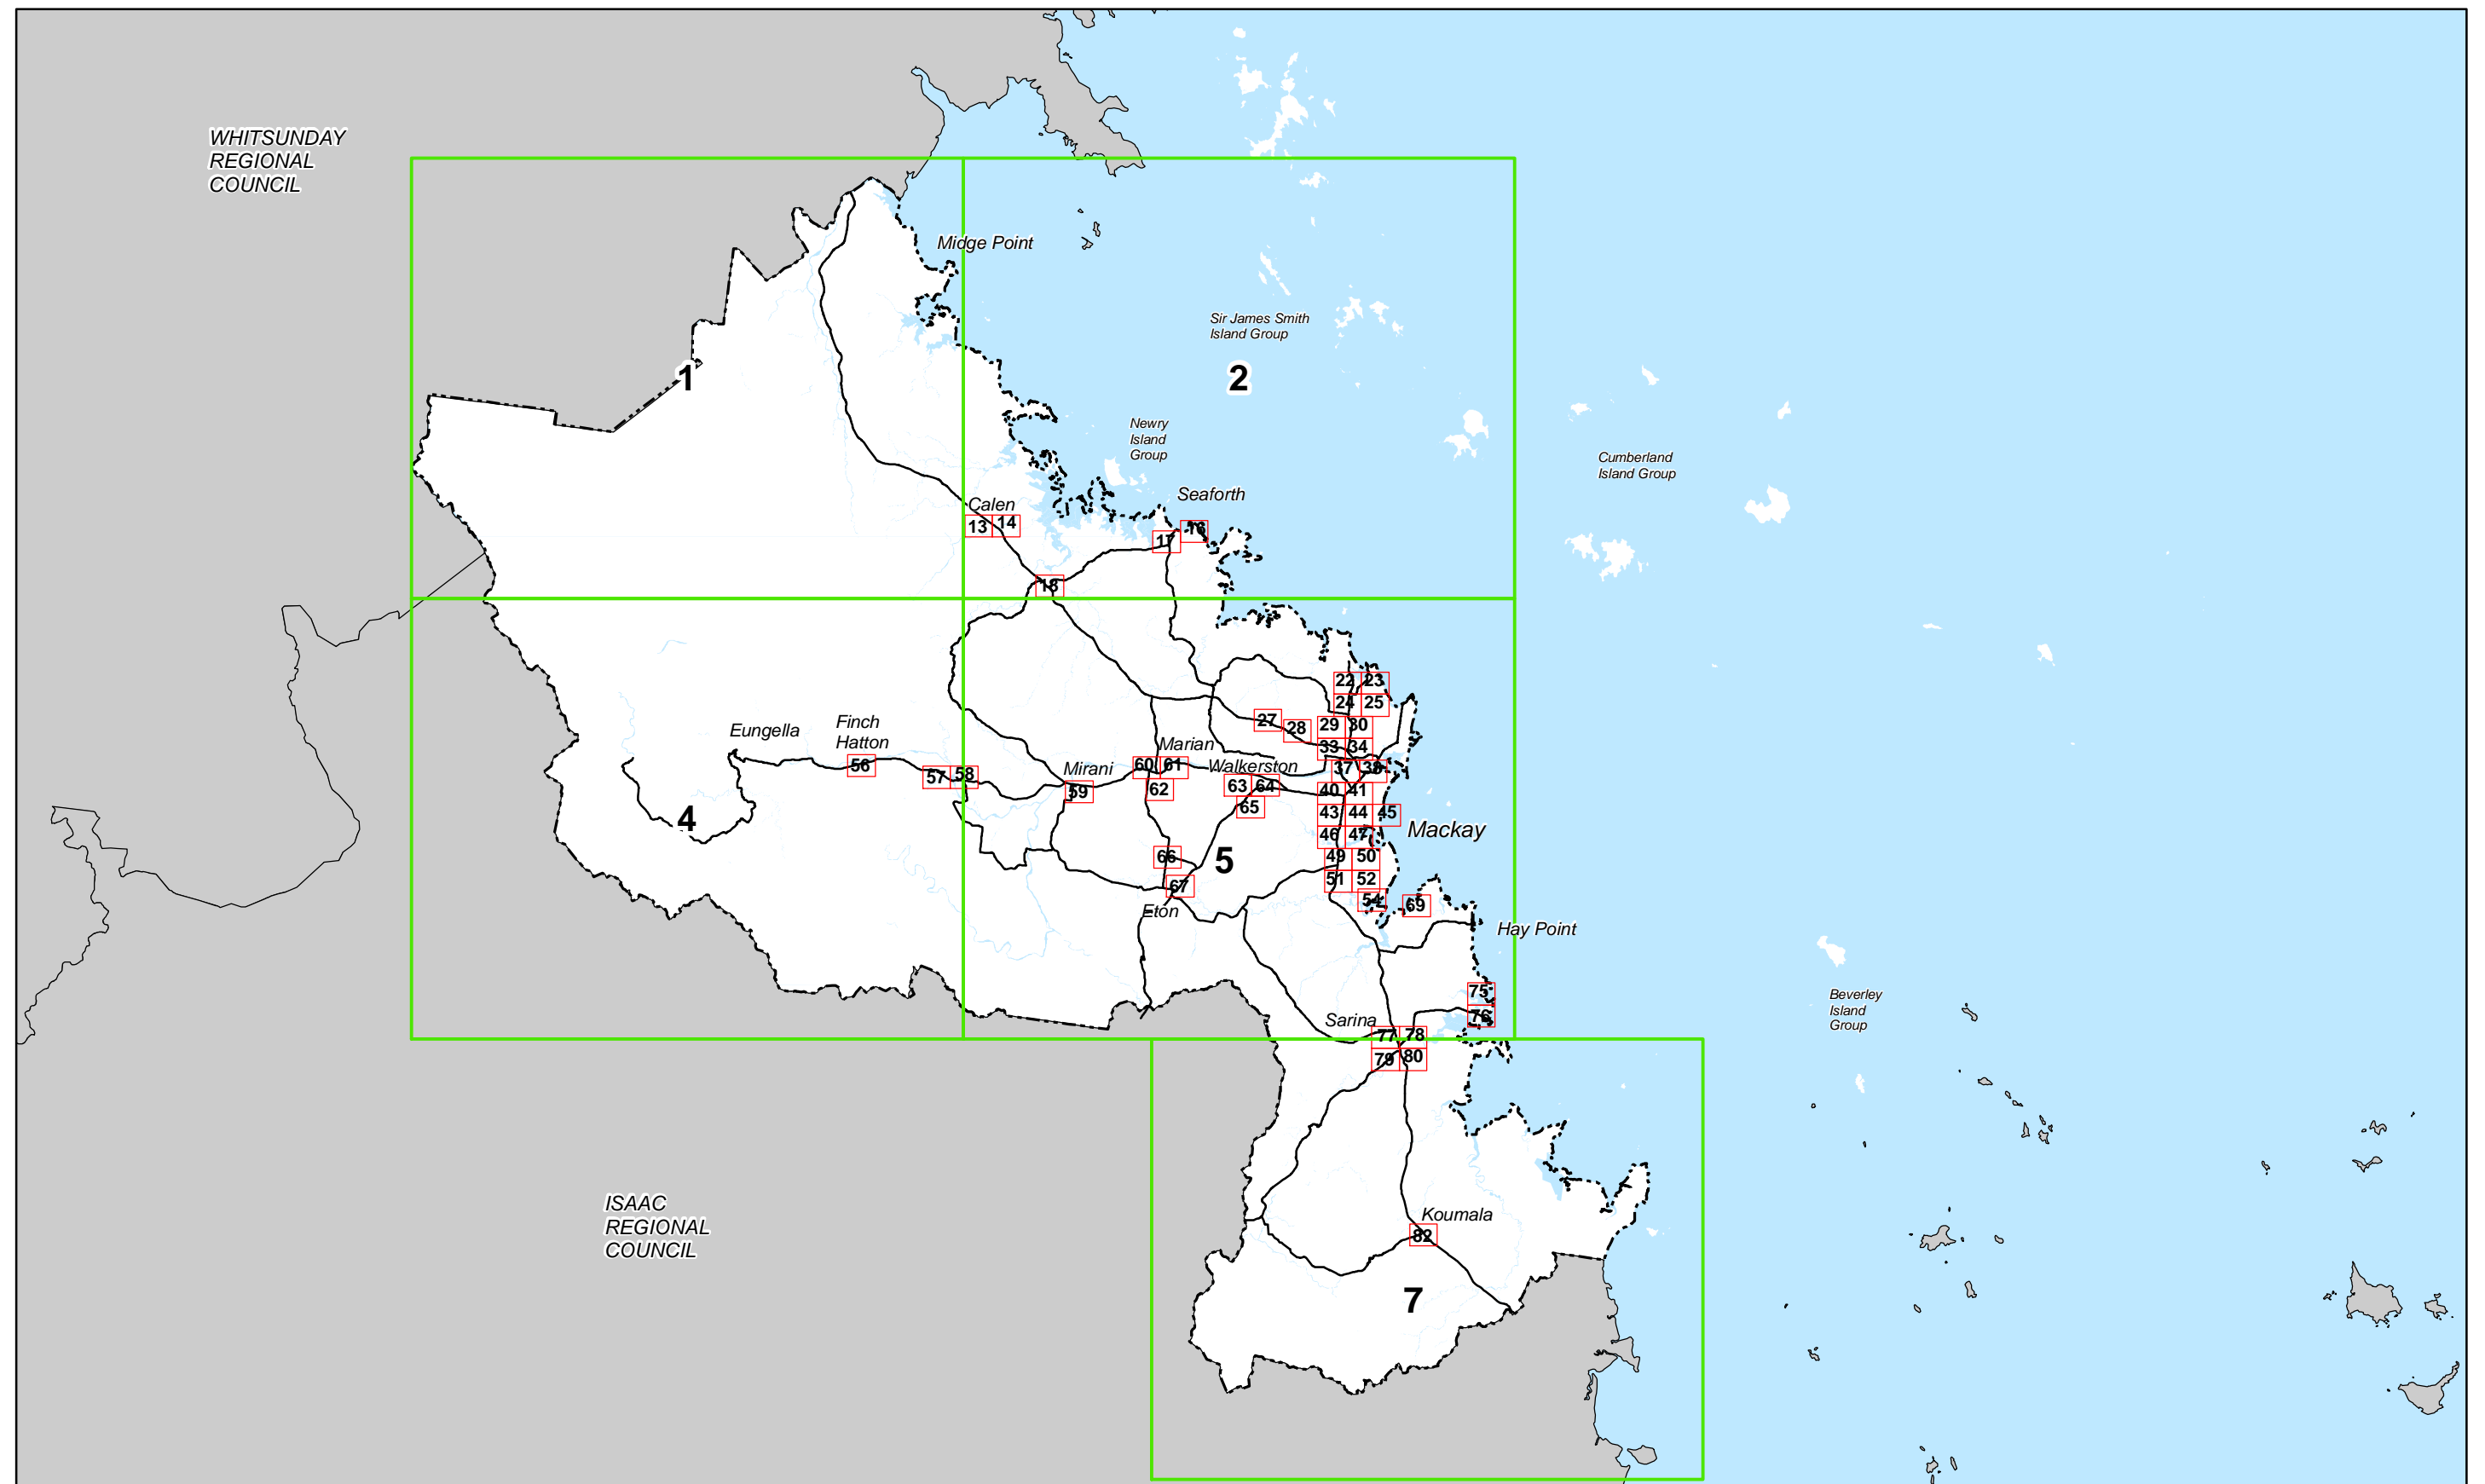 WHITSUNDAY
REGIONAL
COUNCIL
Midge Point
Sir James Smith
Island Group
1
2
Newry
Island
Group
Cumberland
Island Group
Seaforth
Calen
13 14
16
17
18
22 23
24 25
27
28
29 30
Eungella
Finch
Hatton
Marian
33 34
56
57 58
Mirani
60 61
Walkerston
37 38
59
62
63 64
40 41
65
43 44 45
4
Mackay
46 47
66
5
49 50
67
51 52
54
69
Eton
Hay Point
75
76
Beverley
Island
Group
Sarina
77 78
79 80
ISAAC
REGIONAL
COUNCIL
Koumala
82
7